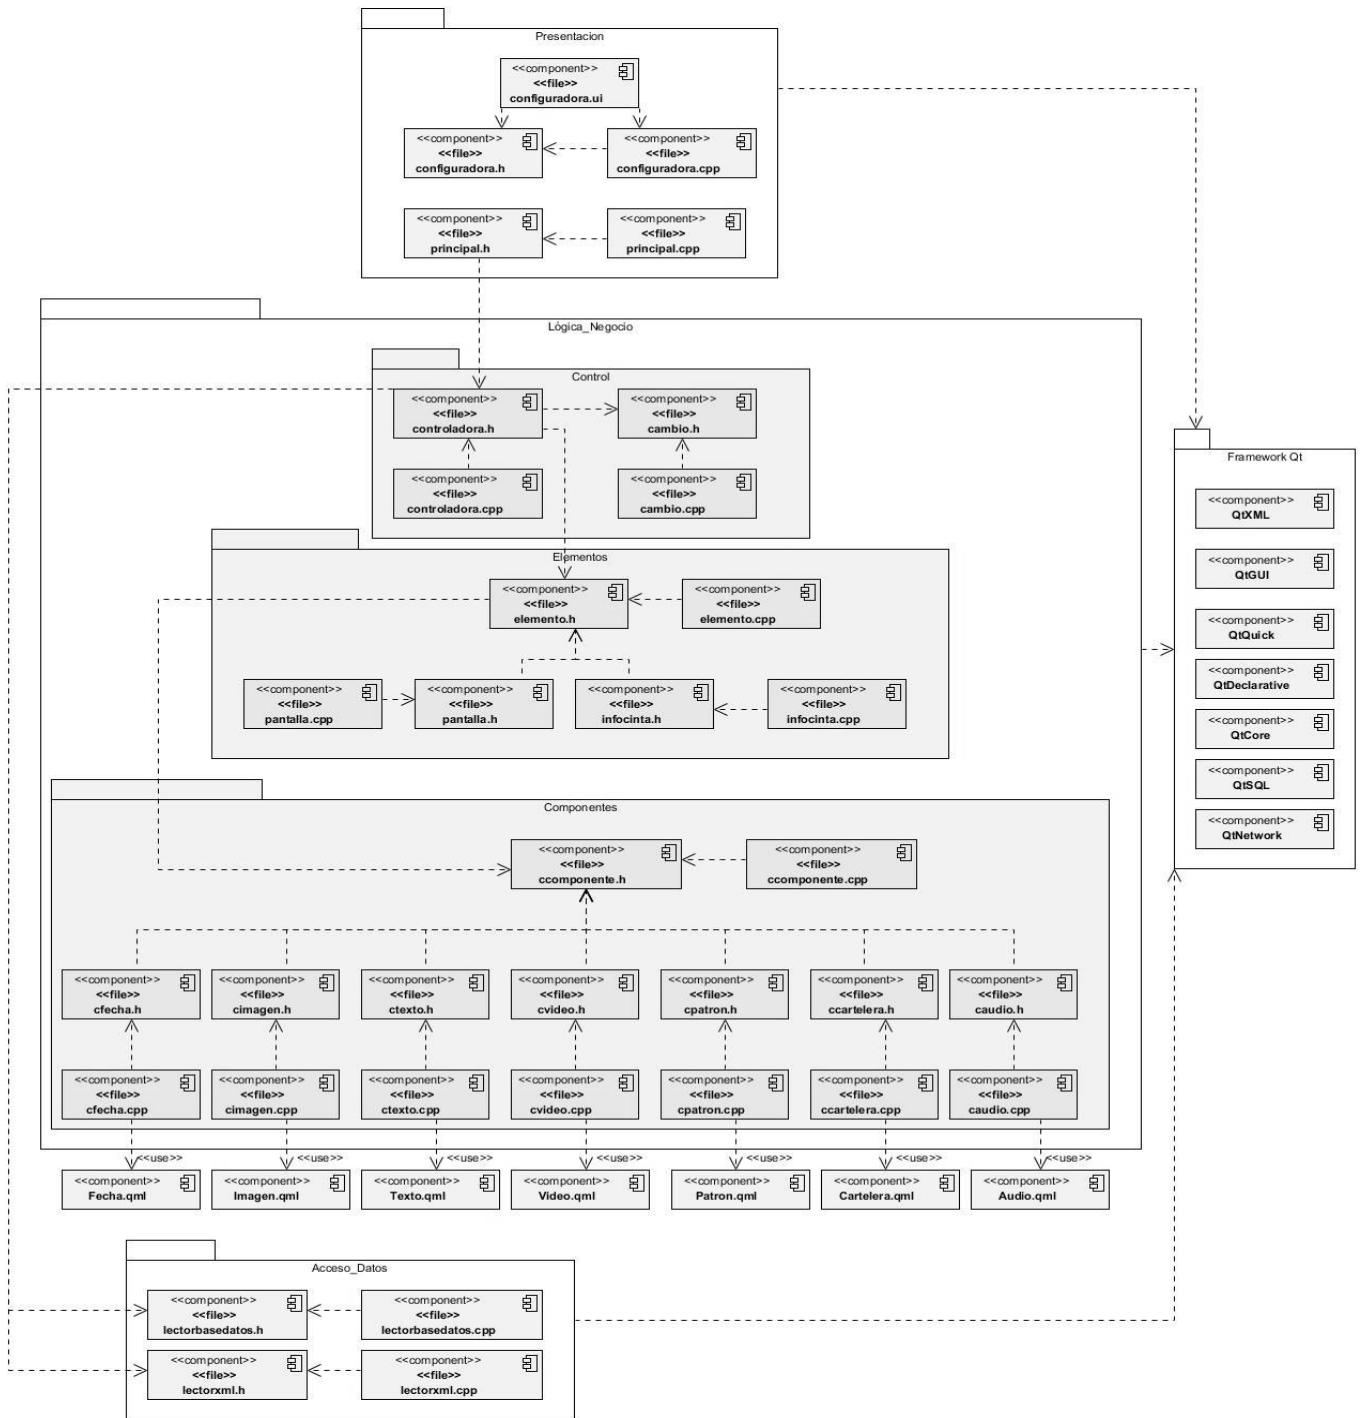 Presentacion
<<component>>
<<file>>
configuradora.ui
<<component>>
<<file>>
configuradora.h
<<component>>
<<file>>
configuradora.cpp
<<component>>
<<file>>
principal.h
<<component>>
<<file>>
principal.cpp
Lógica_Negocio
Control
<<component>>
<<file>>
controladora.h
<<component>>
<<file>>
cambio.h
<<component>>
<<file>>
controladora.cpp
<<component>>
<<file>>
cambio.cpp
Framework Qt
<<component>>
QtXML
<<component>>
QtGUI
<<component>>
QtQuick
<<component>>
QtDeclarative
<<component>>
QtCore
<<component>>
QtSQL
<<component>>
QtNetwork
Elementos
<<component>>
<<file>>
elemento.h
<<component>>
<<file>>
elemento.cpp
<<component>>
<<file>>
pantalla.cpp
<<component>>
<<file>>
pantalla.h
<<component>>
<<file>>
infocinta.h
<<component>>
<<file>>
infocinta.cpp
Componentes
<<component>>
<<file>>
ccomponente.h
<<component>>
<<file>>
ccomponente.cpp
<<component>>
<<file>>
cfecha.h
<<component>>
<<file>>
cimagen.h
<<component>>
<<file>>
ctexto.h
<<component>>
<<file>>
cvideo.h
<<component>>
<<file>>
cpatron.h
<<component>>
<<file>>
ccartelera.h
<<component>>
<<file>>
caudio.h
<<component>>
<<file>>
cfecha.cpp
<<component>>
<<file>>
cimagen.cpp
<<component>>
<<file>>
ctexto.cpp
<<component>>
<<file>>
cvideo.cpp
<<component>>
<<file>>
cpatron.cpp
<<component>>
<<file>>
ccartelera.cpp
<<component>>
<<file>>
caudio.cpp
<<use>>
<<use>>
<<use>>
<<use>>
<<use>>
<<use>>
<<use>>
<<component>>
Fecha.qml
<<component>>
Imagen.qml
<<component>>
Texto.qml
<<component>>
Video.qml
<<component>>
Patron.qml
<<component>>
Cartelera.qml
<<component>>
Audio.qml
Acceso_Datos
<<component>>
<<file>>
lectorbasedatos.h
<<component>>
<<file>>
lectorbasedatos.cpp
<<component>>
<<file>>
lectorxml.h
<<component>>
<<file>>
lectorxml.cpp